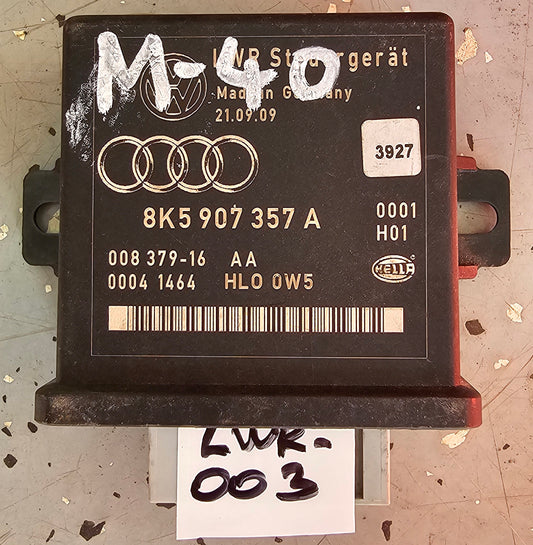 M-40
LWR Steuergerät
Made in Germany
21.09.09
3927
8K5 907 357 A
0001
H01
008 379-16 AA
0004 1464 HLO 0W5
HELLA
LWR-
003